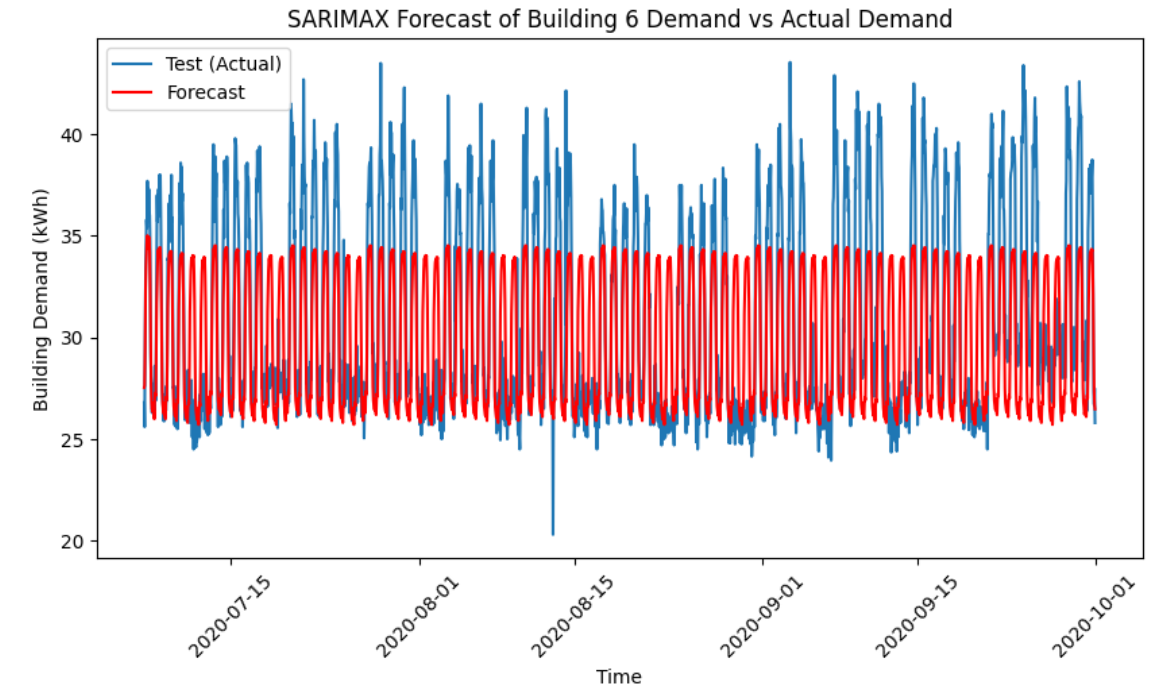 SARIMAX Forecast of Building 6 Demand vs Actual Demand
Test (Actual)
Forecast
Building Demand (kWh)
40
35
30
25
20
2020-07-15
2020-08-01
2020-08-15
2020-09-01
2020-09-15
2020-10-01
Time